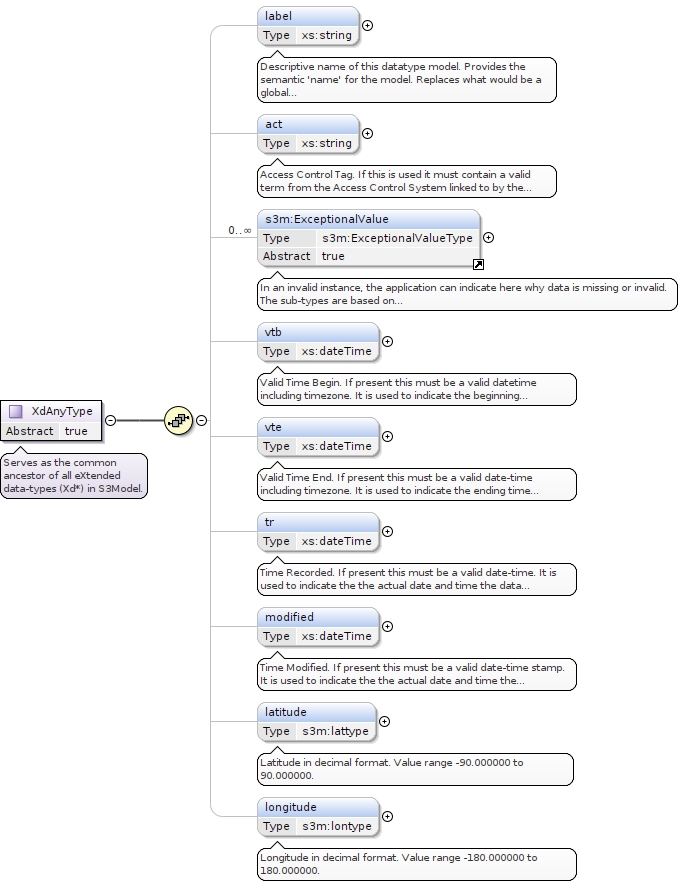 label
Type xs:string
Descriptive name of this datatype model. Provides the
semantic 'name' for the model. Replaces what would be a
global...
act
Type xs:string
Access Control Tag. If this is used it must contain a valid
term from the Access Control System linked to by the...
0..∞
s3m:ExceptionalValue
Type s3m:ExceptionalValueType
Abstract true
In an invalid instance, the application can indicate here why data is missing or invalid.
The sub-types are based on...
vtb
Type xs:dateTime
Valid Time Begin. If present this must be a valid datetime
including timezone. It is used to indicate the beginning...
XdAnyType
Abstract true
Serves as the common
ancestor of all eXtended
data-types (Xd*) in S3Model.
vte
Type xs:dateTime
Valid Time End. If present this must be a valid date-time
including timezone. It is used to indicate the ending time...
tr
Type xs:dateTime
Time Recorded. If present this must be a valid date-time. It is
used to indicate the the actual date and time the data...
modified
Type xs:dateTime
Time Modified. If present this must be a valid date-time stamp.
It is used to indicate the the actual date and time the...
latitude
Type s3m:lattype
Latitude in decimal format. Value range -90.000000 to
90.000000.
longitude
Type s3m:lontype
Longitude in decimal format. Value range -180.000000 to
180.000000.